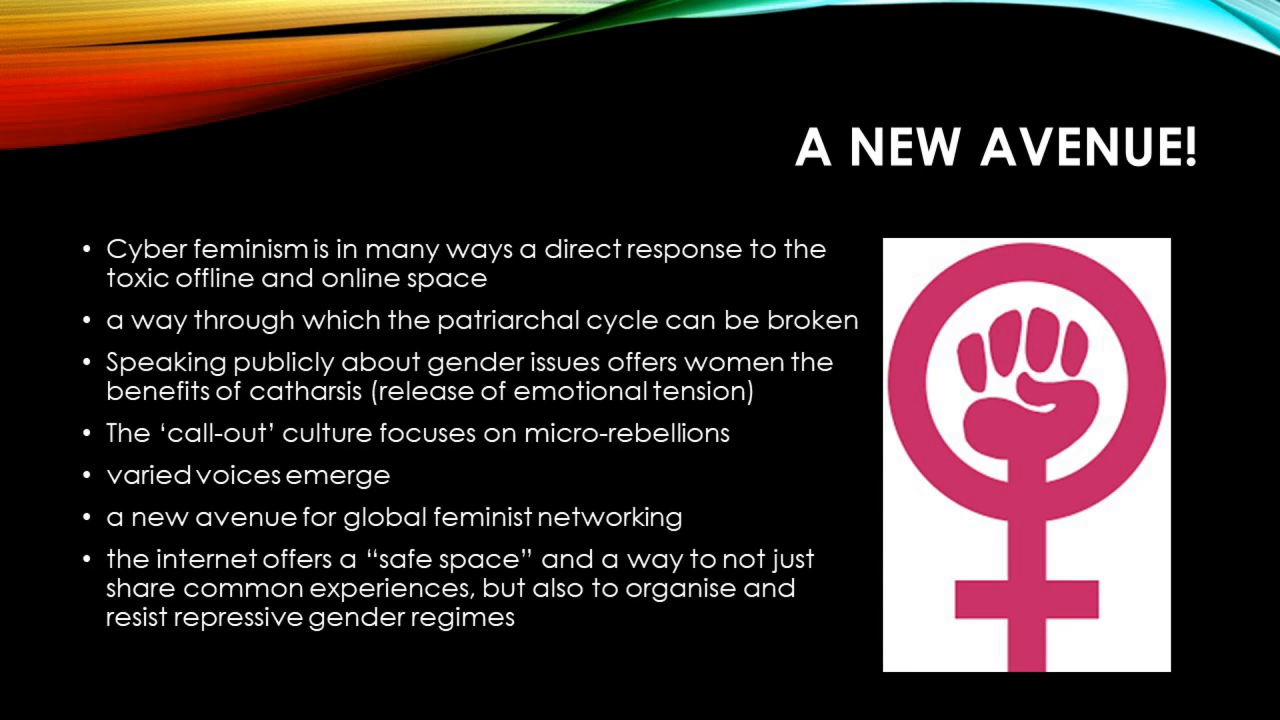 A NEW AVENUE!
• Cyber feminism is in many ways a direct response to the
toxic offline and online space
• a way through which the patriarchal cycle can be broken
• Speaking publicly about gender issues offers women the
benefits of catharsis (release of emotional tension)
• The ‘call-out’ culture focuses on micro-rebellions
• varied voices emerge
• a new avenue for global feminist networking
• the internet offers a “safe space” and a way to not just
share common experiences, but also to organise and
resist repressive gender regimes